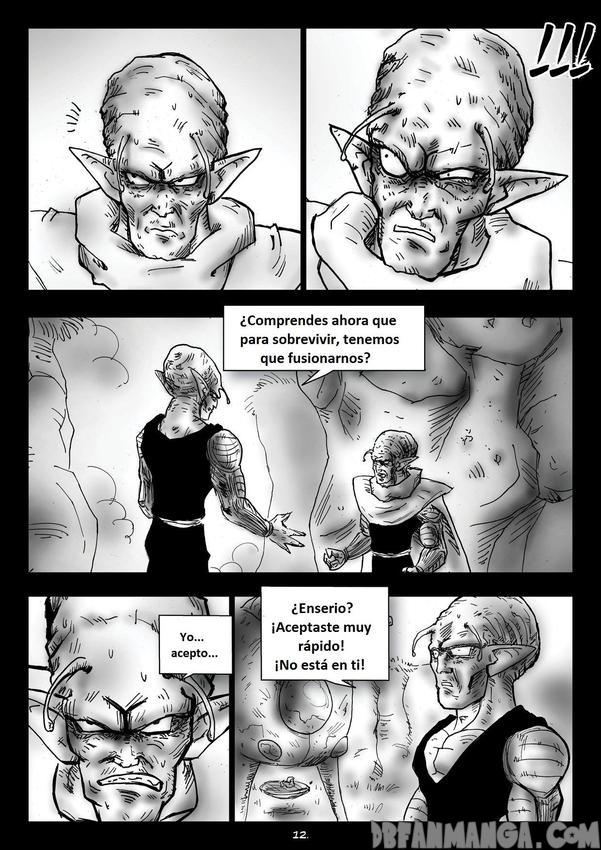 !!!
¿Comprendes ahora que
para sobrevivir, tenemos
que fusionarnos?
Yo...
acepto...
¿Enserio?
¡Aceptaste muy
rápido!
¡No está en ti!
12.
DBFANMANGA.COM